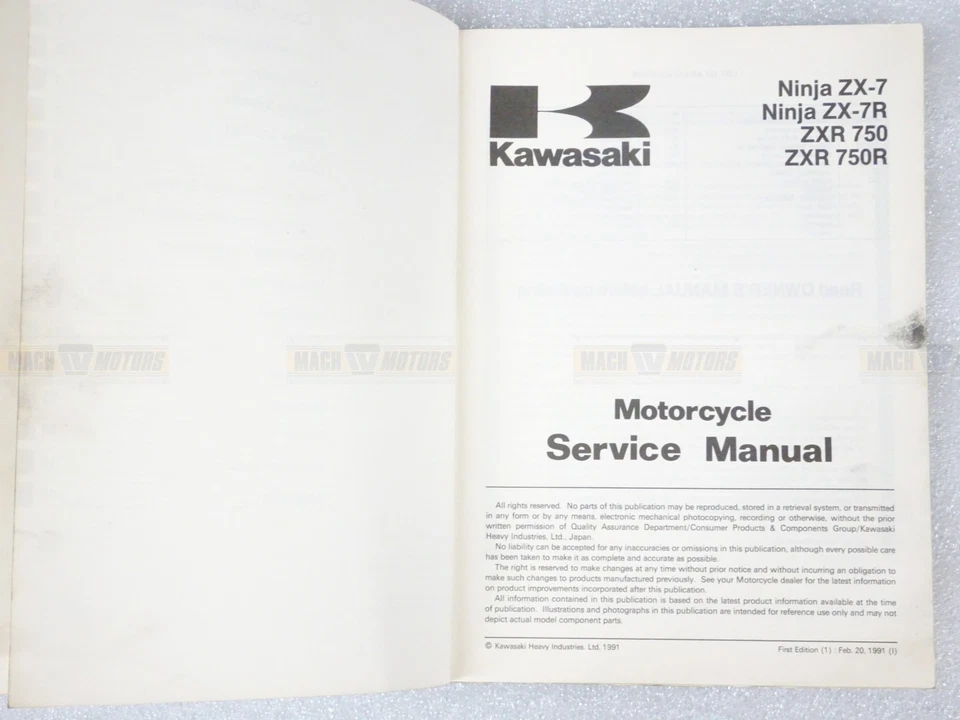 Ninja ZX-7
Ninja ZX-7R
ZXR 750
ZXR 750R
Kawasaki
MACH V MOTORS
MACH V MOTORS
MACH V MOTORS
MACH
Motorcycle
Service Manual
All rights reserved. No parts of this publication may be reproduced, stored in a retrieval system, or transmitted
in any form or by any means, electronic mechanical photocopying, recording or otherwise, without the prior
written permission of Quality Assurance Department/Consumer Products & Components Group/Kawasaki
Heavy Industries, Ltd., Japan.
No liability can be accepted for any inaccuracies or omissions in this publication, although every possible care
has been taken to make it as complete and accurate as possible.
The right is reserved to make changes at any time without prior notice and without incurring an obligation to
make such changes to products manufactured previously. See your Motorcycle dealer for the latest information
on product improvements incorporated after this publication.
All information contained in this publication is based on the latest product information available at the time
of publication. Illustrations and photographs in this publication are intended for reference use only and may not
depict actual model component parts.
© Kawasaki Heavy Industries. Ltd. 1991
First Edition (1) : Feb. 20, 1991 (I)